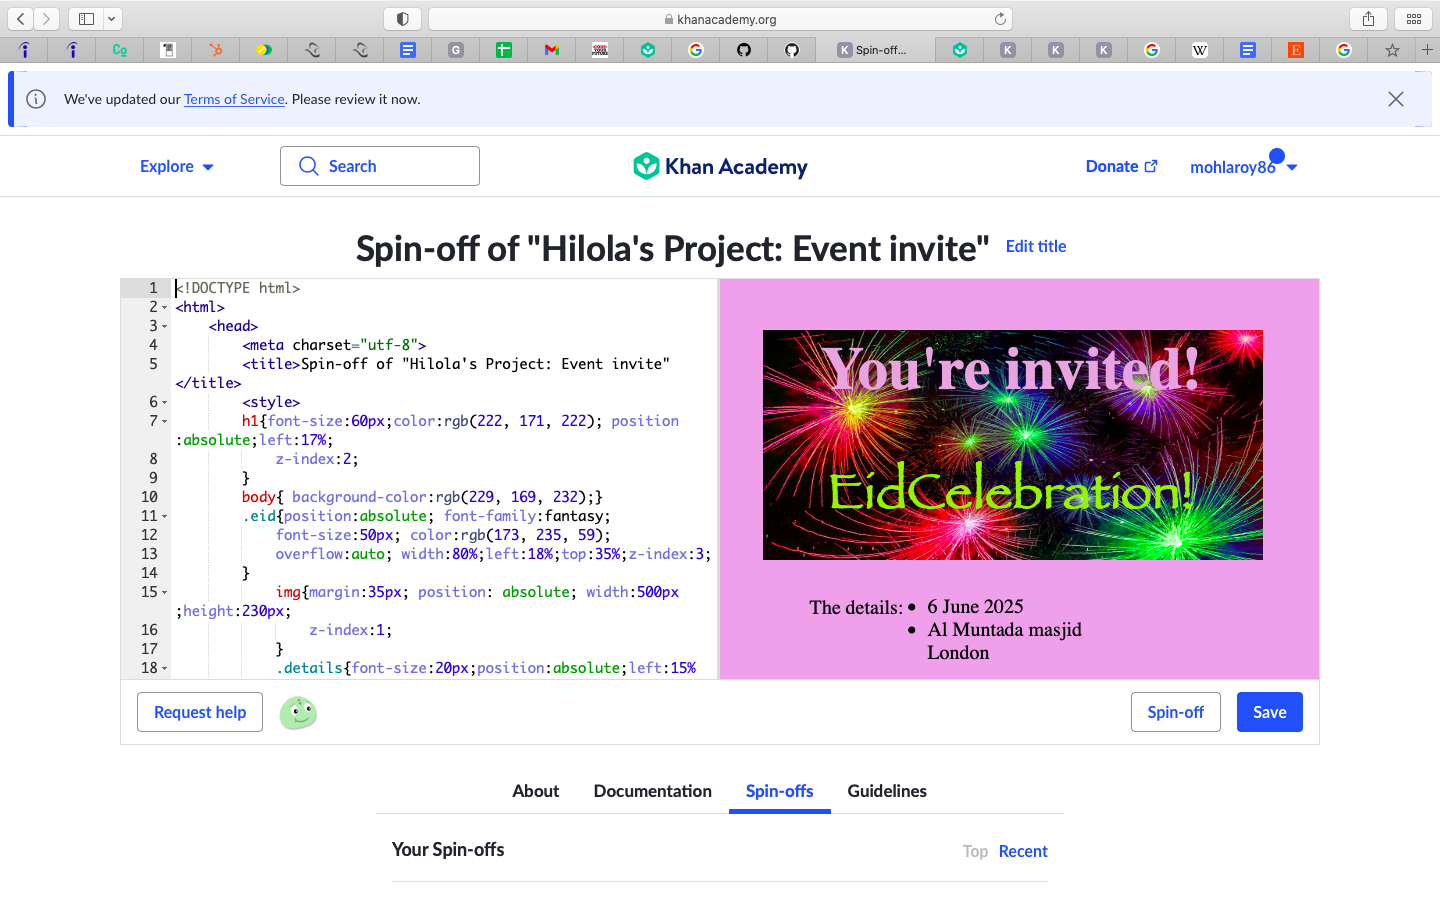 khanacademy.org
Spin-off...
We've updated our Terms of Service. Please review it now.
Explore
Search
Khan Academy
Donate
mohlaroy86
Spin-off of "Hilola's Project: Event invite"
Edit title
1 <!DOCTYPE html>
2 <html>
3 <head>
4 <meta charset="utf-8">
5 <title>Spin-off of "Hilola's Project: Event invite"
</title>
6 <style>
7 h1{font-size:60px;color:rgb(222, 171, 222); position
:absolute;left:17%;
8 z-index:2;
9 }
10 body{ background-color:rgb(229, 169, 232);}
11 .eid{position:absolute; font-family:fantasy;
12 font-size:50px; color:rgb(173, 235, 59);
13 overflow:auto; width:80%;left:18%;top:35%;z-index:3;
14 }
15 img{margin:35px; position: absolute; width:500px
;height:230px;
16 z-index:1;
17 }
18 .details{font-size:20px;position:absolute;left:15%
You're invited!
EidCelebration!
The details: • 6 June 2025
• Al Muntada masjid
London
Request help
Spin-off
Save
About
Documentation
Spin-offs
Guidelines
Your Spin-offs
Top
Recent